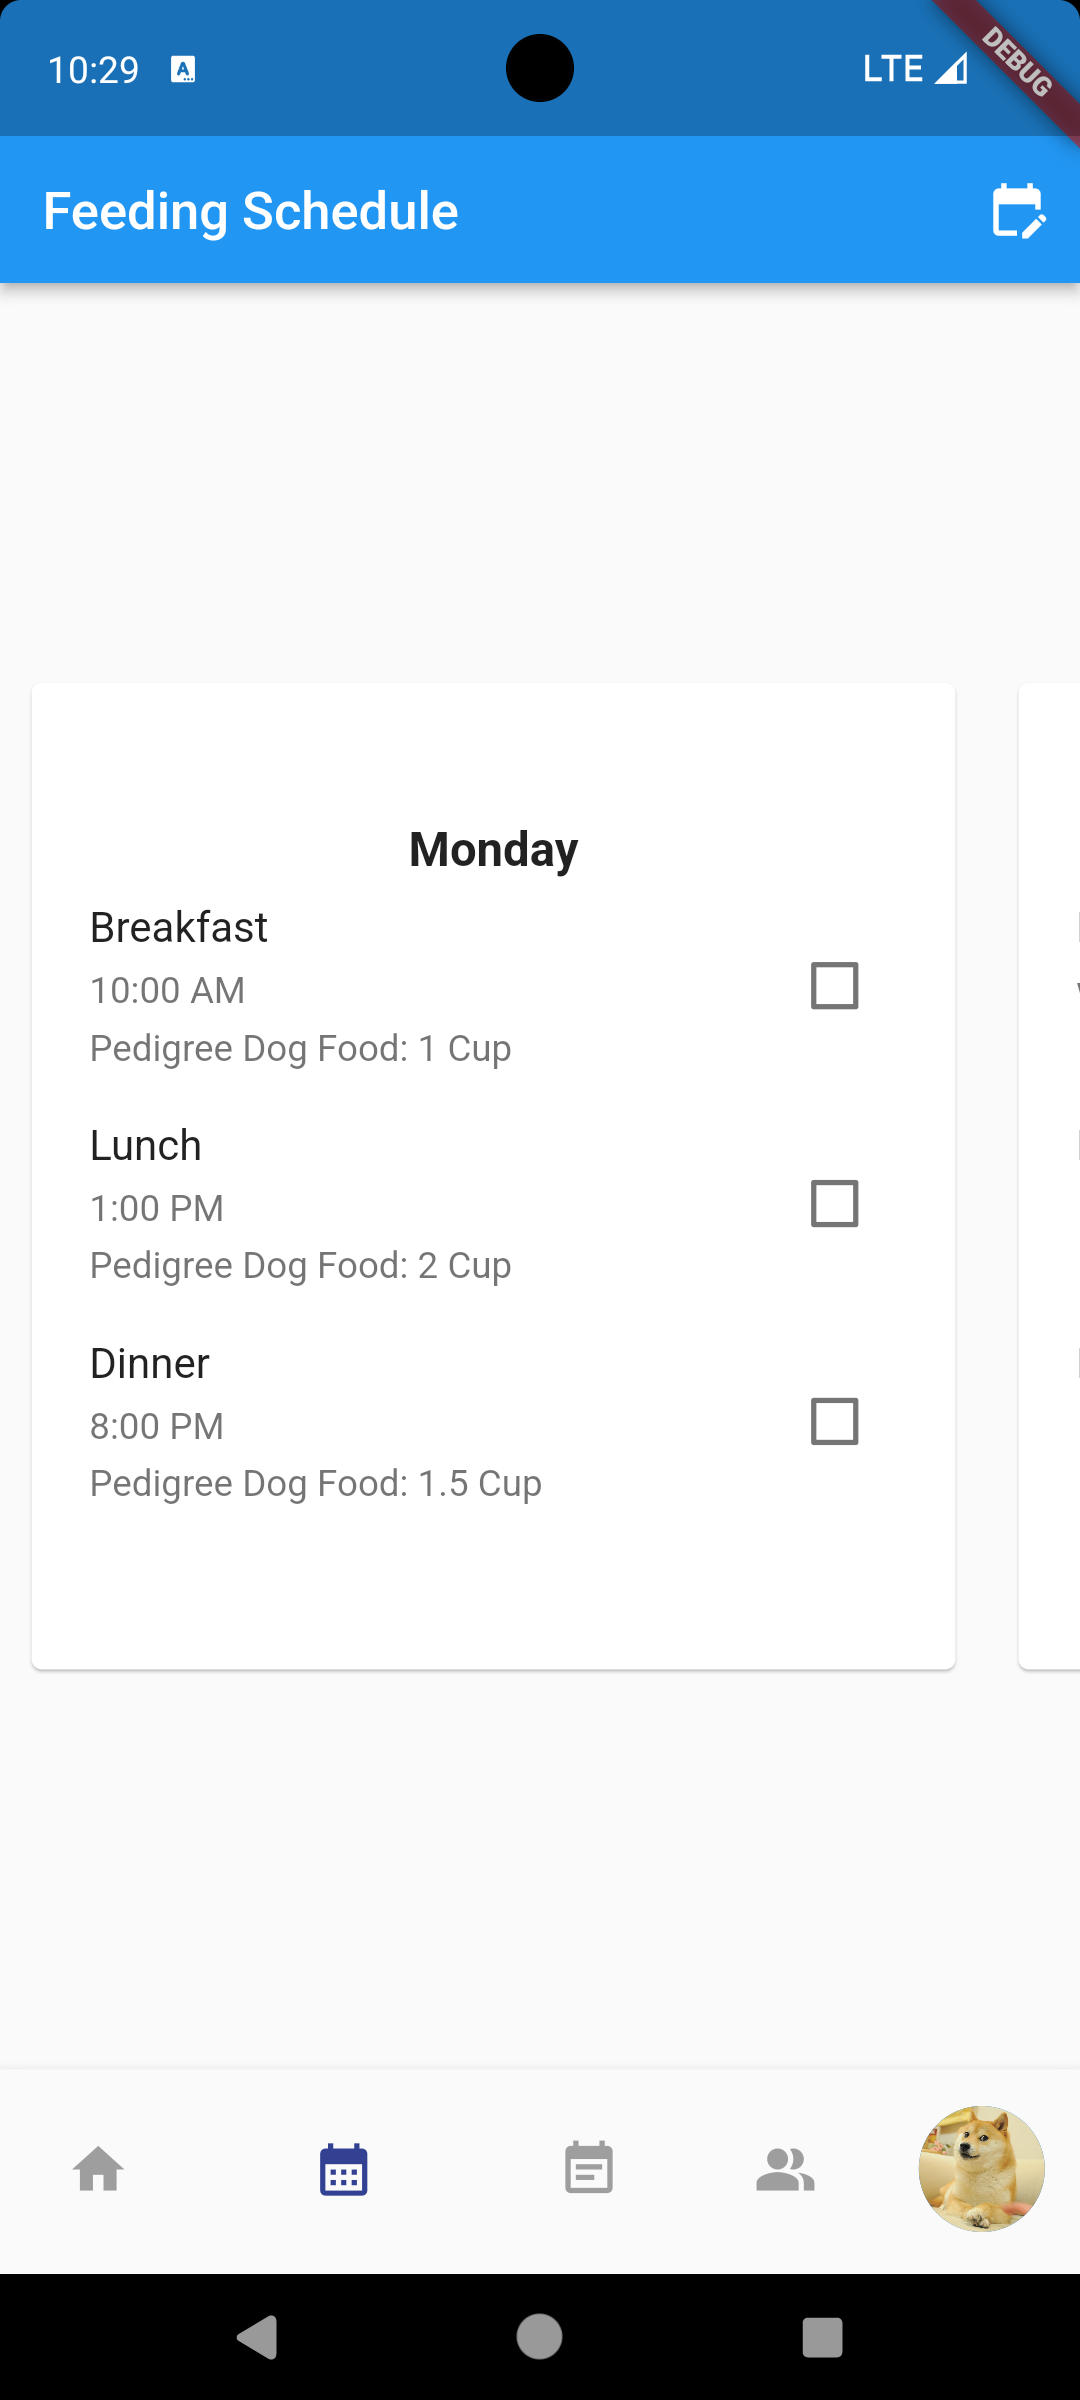 10:29
LTE
DEBUG
Feeding Schedule
Monday
Breakfast
10:00 AM
Pedigree Dog Food: 1 Cup
Lunch
1:00 PM
Pedigree Dog Food: 2 Cup
Dinner
8:00 PM
Pedigree Dog Food: 1.5 Cup